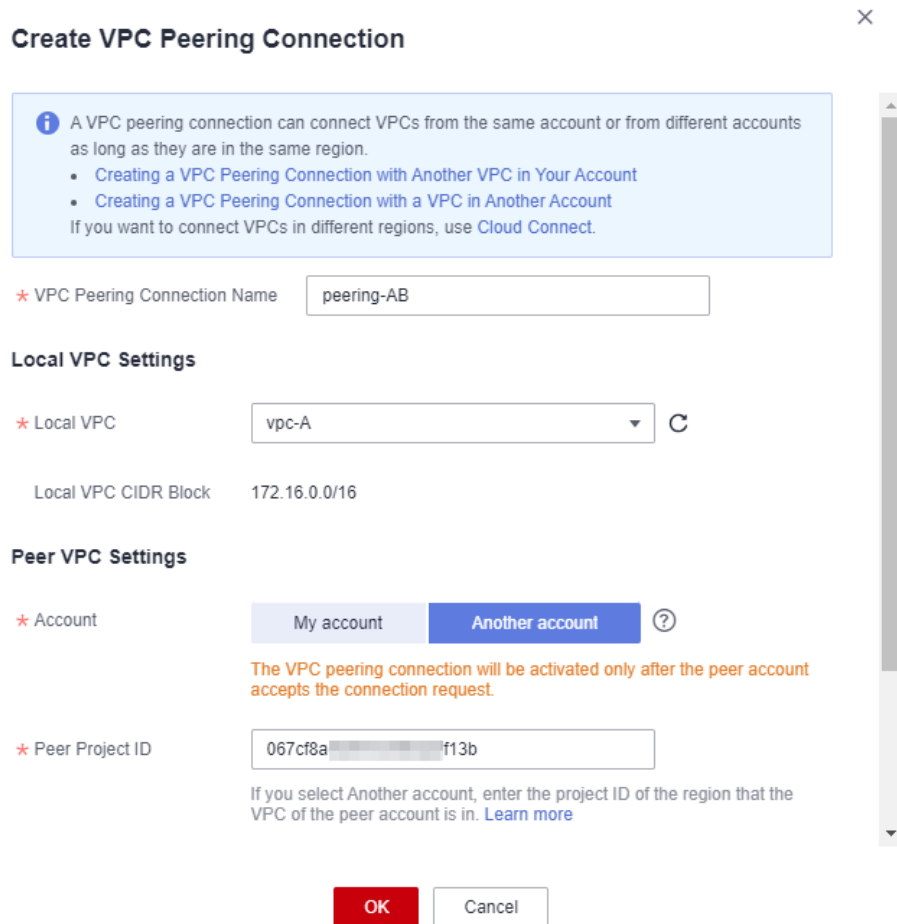 Create VPC Peering Connection
A VPC peering connection can connect VPCs from the same account or from different accounts
as long as they are in the same region.
• Creating a VPC Peering Connection with Another VPC in Your Account
• Creating a VPC Peering Connection with a VPC in Another Account
If you want to connect VPCs in different regions, use Cloud Connect.
* VPC Peering Connection Name peering-AB
Local VPC Settings
* Local VPC vpc-A
Local VPC CIDR Block 172.16.0.0/16
Peer VPC Settings
* Account My account Another account ?
The VPC peering connection will be activated only after the peer account
accepts the connection request.
* Peer Project ID 067cf8a f13b
If you select Another account, enter the project ID of the region that the
VPC of the peer account is in. Learn more
OK Cancel